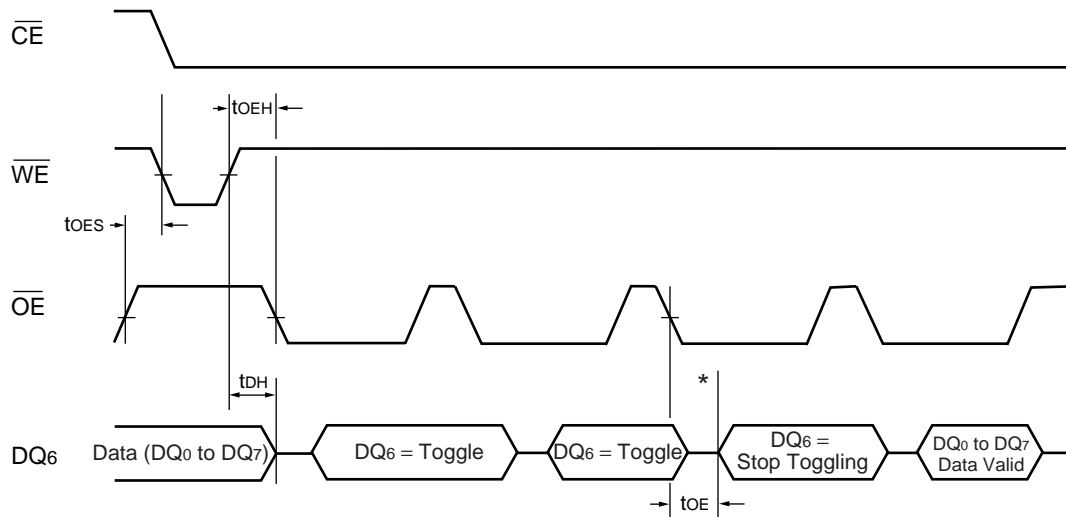 CE
tOEH
WE
tOES
OE
tDH
*
DQ6
Data (DQ0 to DQ7)
DQ6 = Toggle
DQ6 = Toggle
DQ6 =
Stop Toggling
DQ0 to DQ7
Data Valid
tOE